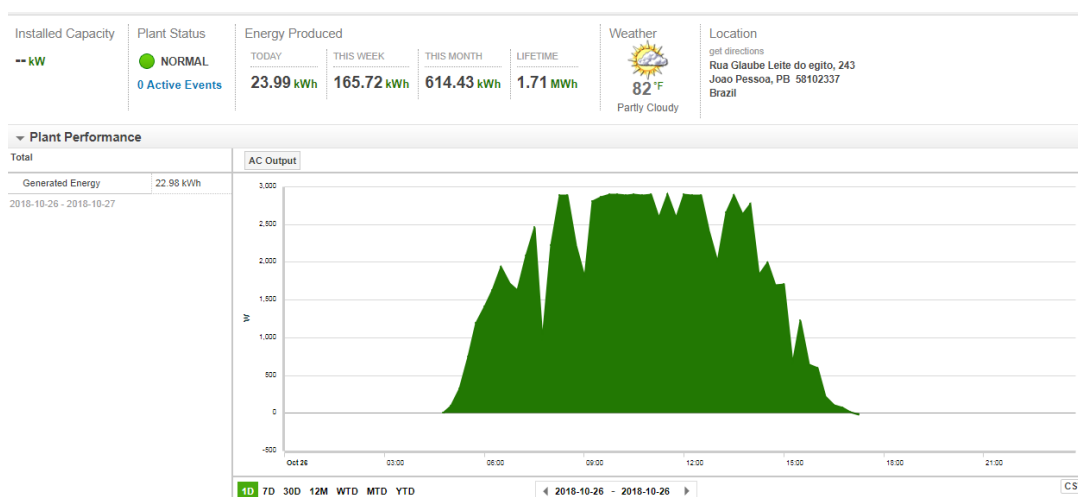 Installed Capacity
-- kW
Plant Status
NORMAL
0 Active Events
Energy Produced
TODAY
23.99 kWh
THIS WEEK
165.72 kWh
THIS MONTH
614.43 kWh
LIFETIME
1.71 MWh
Weather
82°F
Partly Cloudy
Location
get directions
Rua Glaube Leite do egito, 243
Joao Pessoa, PB 58102337
Brazil
Plant Performance
Total
Generated Energy 22.98 kWh
2018-10-26 - 2018-10-27
AC Output
3,000
2,500
2,000
1,500
W
1,000
500
0
-500
Oct 26 03:00 06:00 09:00 12:00 15:00 18:00 21:00
1D 7D 30D 12M WTD MTD YTD
2018-10-26 - 2018-10-26
CS